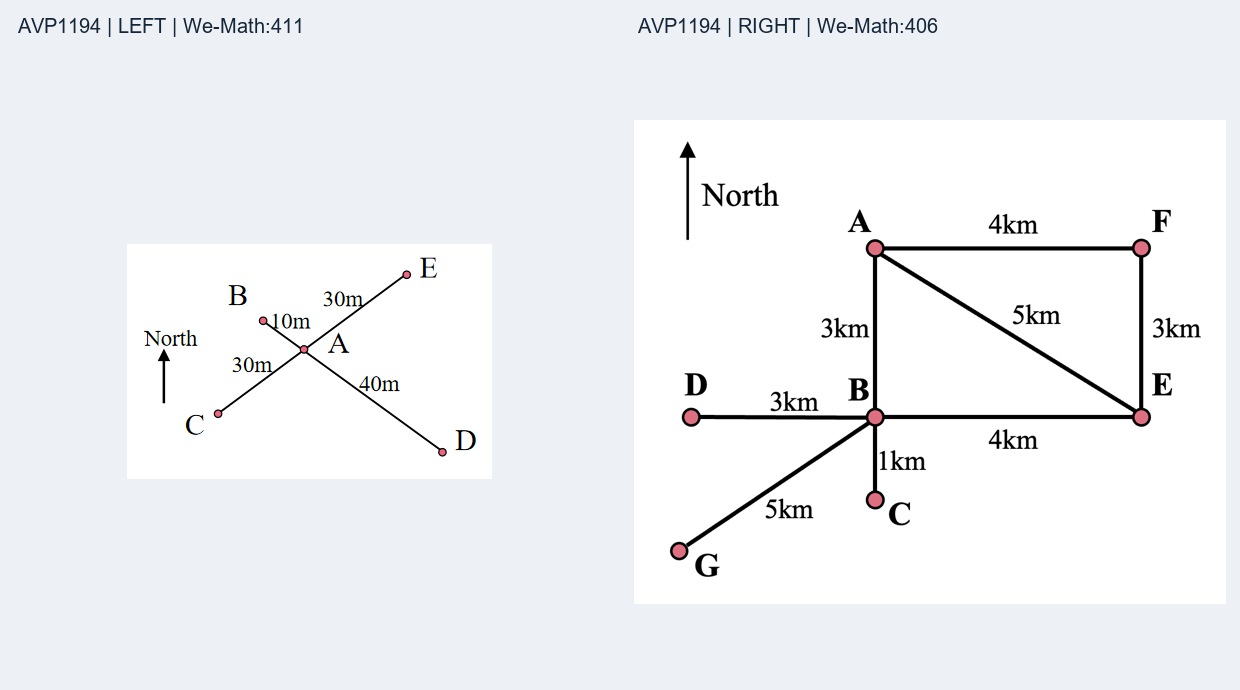 AVP1194 | LEFT | We-Math:411
E
B
30m
10m
North
A
30m
40m
C
D
AVP1194 | RIGHT | We-Math:406
North
A
4km
F
3km
5km
3km
D
3km
B
E
4km
1km
5km
C
G